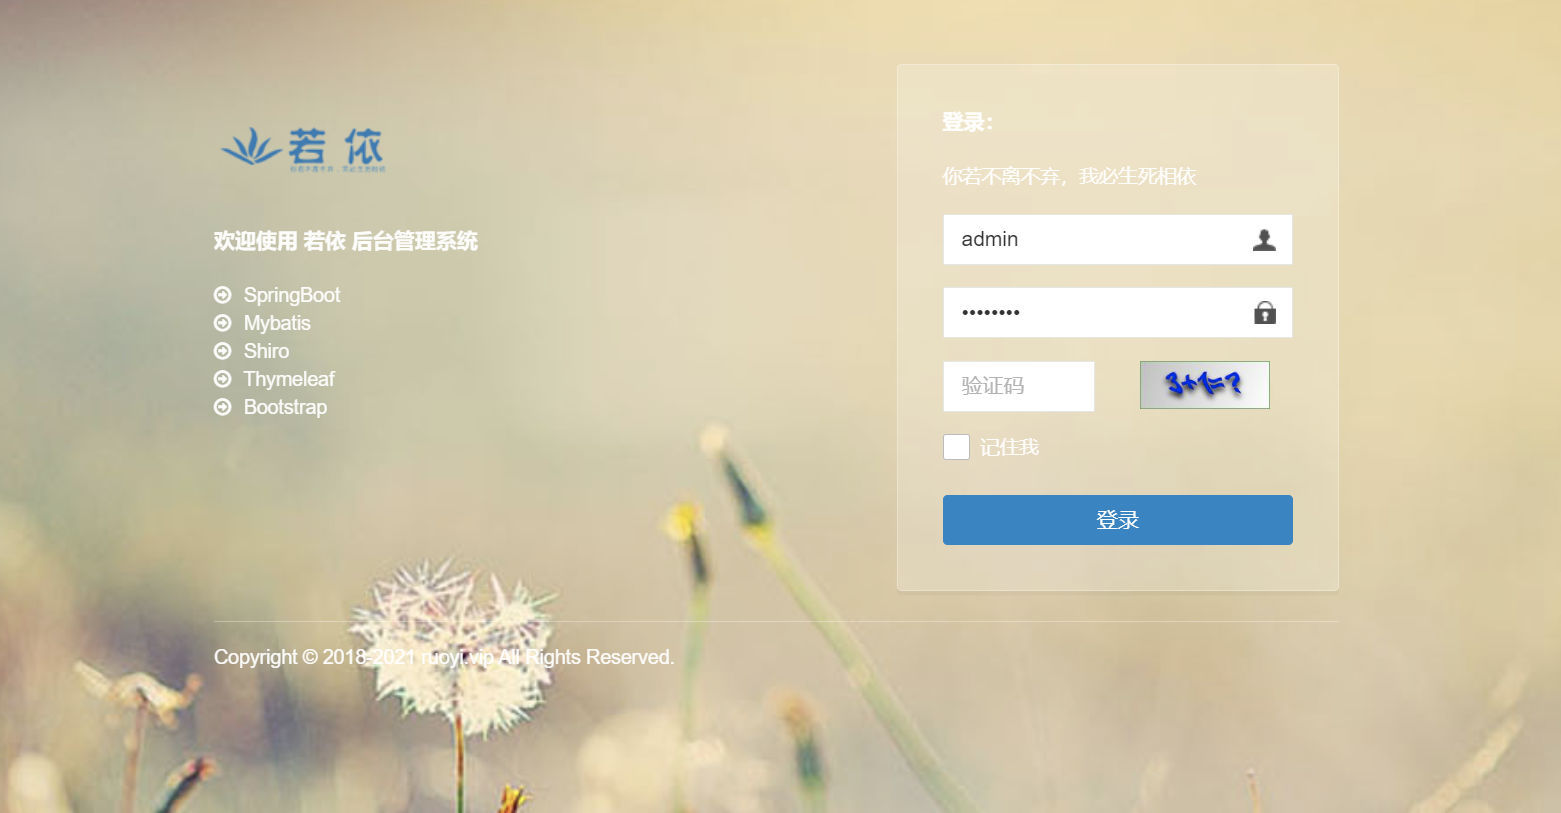 若依
欢迎使用 若依 后台管理系统
SpringBoot
Mybatis
Shiro
Thymeleaf
Bootstrap
登录：
你若不离不弃，我必生死相依
admin
••••••••
验证码
3+1=?
记住我
登录
Copyright © 2018-2021 ruoyi.vip All Rights Reserved.